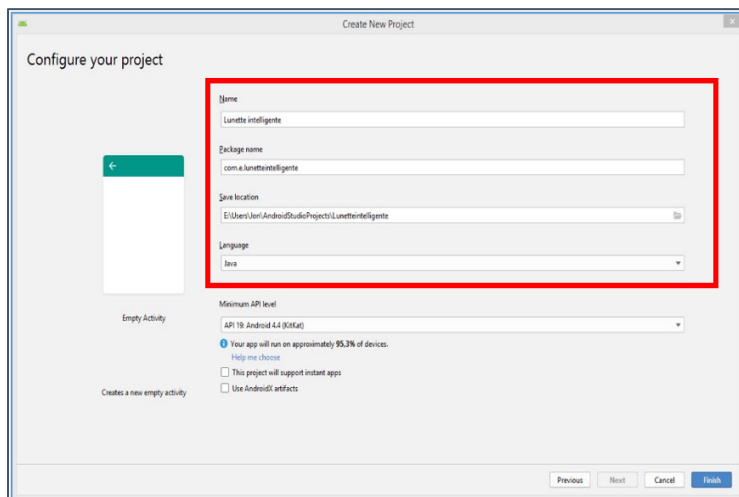 Create New Project
Configure your project
Name
Lunette intelligente
Package name
com.e.lunetteintelligente
Save location
E:\Users\Jori\AndroidStudioProjects\Lunetteintelligente
Language
Java
Minimum API level
API 19: Android 4.4 (KitKat)
Your app will run on approximately 95,3% of devices.
Help me choose
This project will support instant apps
Use AndroidX artifacts
Empty Activity
Creates a new empty activity
Previous
Next
Cancel
Finish